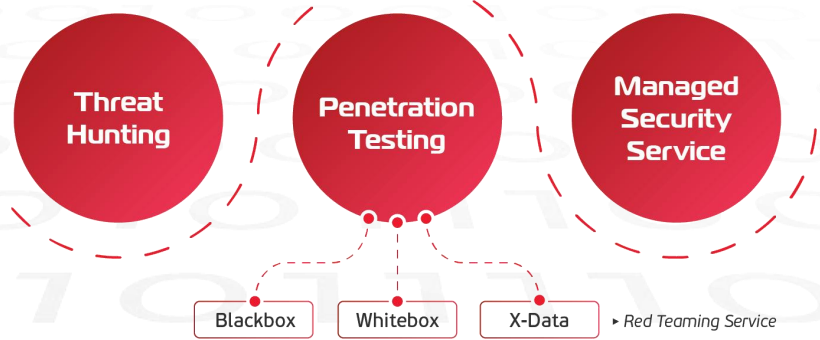 Threat
Hunting
Penetration
Testing
Managed
Security
Service
Blackbox
Whitebox
X-Data
▸ Red Teaming Service